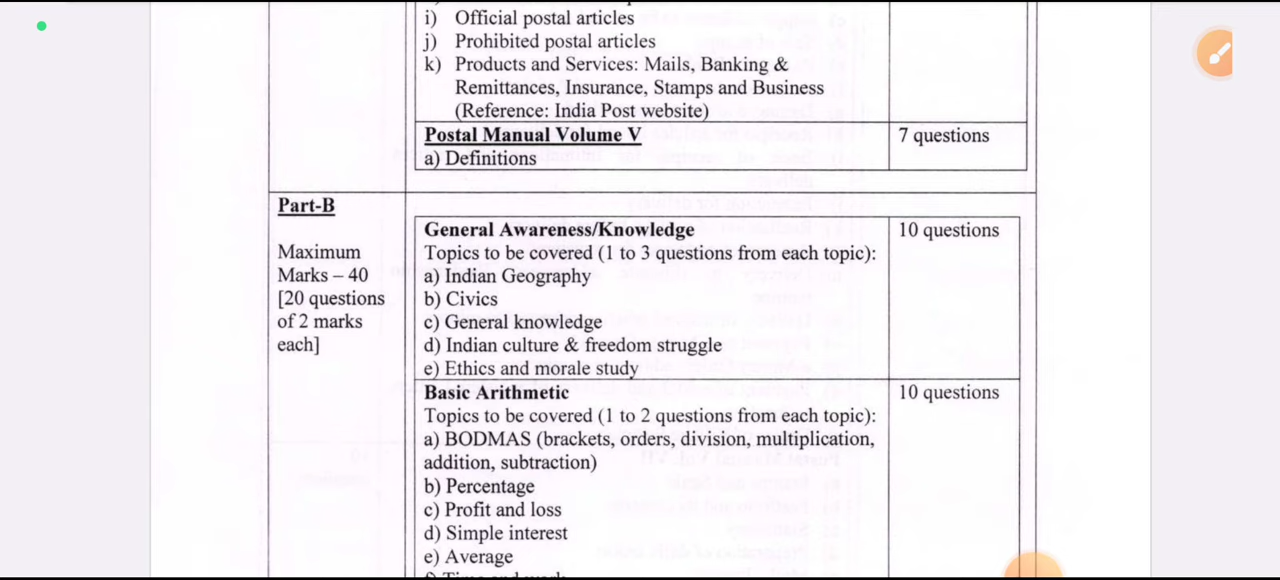 i) Official postal articles
j) Prohibited postal articles
k) Products and Services: Mails, Banking &
Remittances, Insurance, Stamps and Business
(Reference: India Post website)
Postal Manual Volume V
7 questions
a) Definitions
Part-B
Maximum
Marks – 40
[20 questions
of 2 marks
each]
General Awareness/Knowledge
10 questions
Topics to be covered (1 to 3 questions from each topic):
a) Indian Geography
b) Civics
c) General knowledge
d) Indian culture & freedom struggle
e) Ethics and morale study
Basic Arithmetic
10 questions
Topics to be covered (1 to 2 questions from each topic):
a) BODMAS (brackets, orders, division, multiplication,
addition, subtraction)
b) Percentage
c) Profit and loss
d) Simple interest
e) Average
f) Time and work